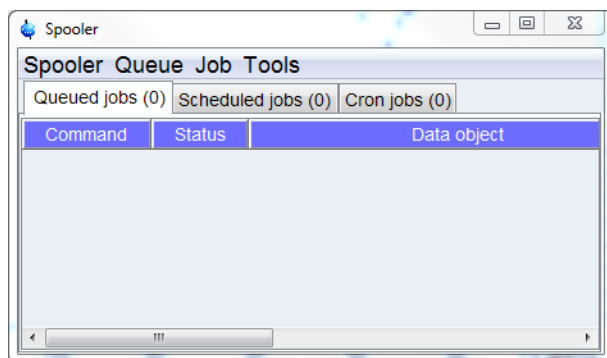 Spooler
Spooler Queue Job Tools
Queued jobs (0) Scheduled jobs (0) Cron jobs (0)
Command Status Data object